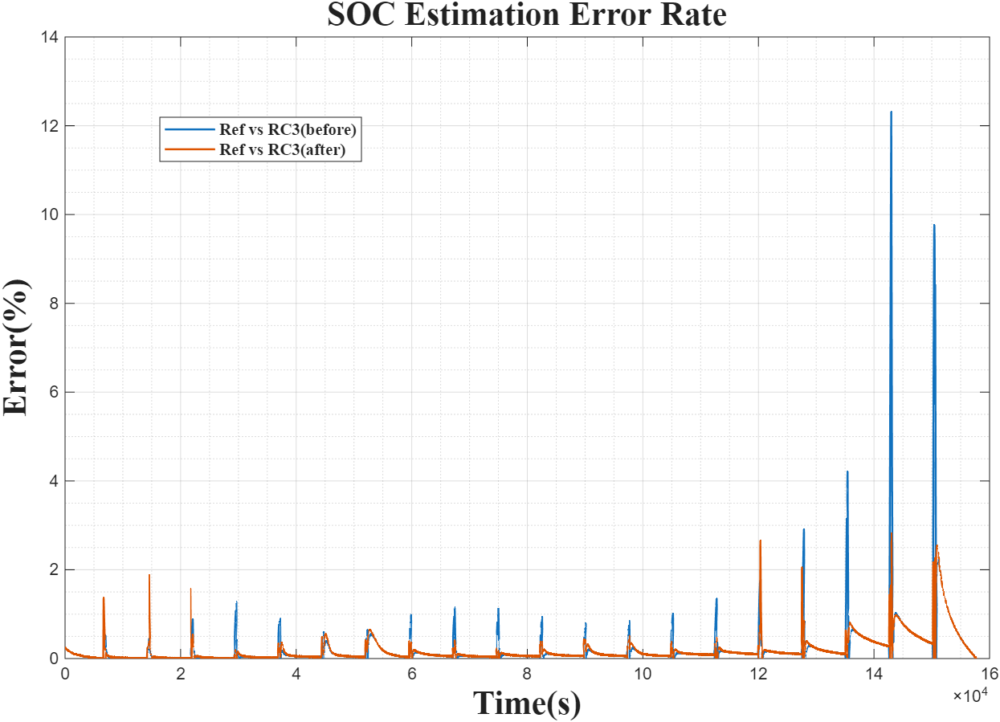 SOC Estimation Error Rate
14
12
10
8
6
4
2
0
Error(%)
Ref vs RC3(before)
Ref vs RC3(after)
0 2 4 6 8 10 12 14 16
×10⁴
Time(s)